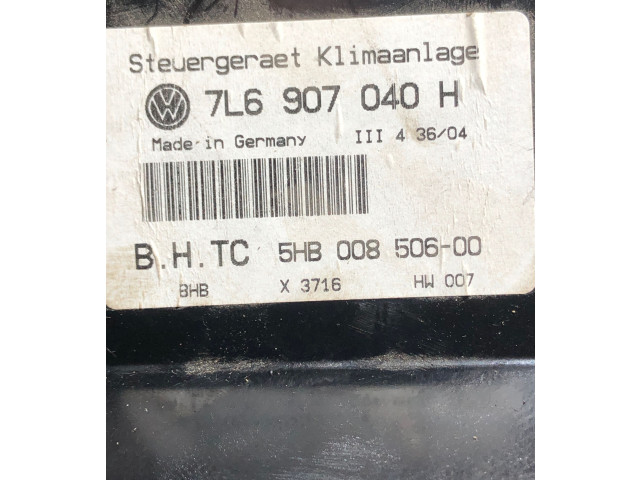 Steuergeraet Klimaanlage
7L6 907 040 H
Made in Germany III 4 36/04
B.H.TC 5HB 008 506-00
BHB X 3716 HW 007